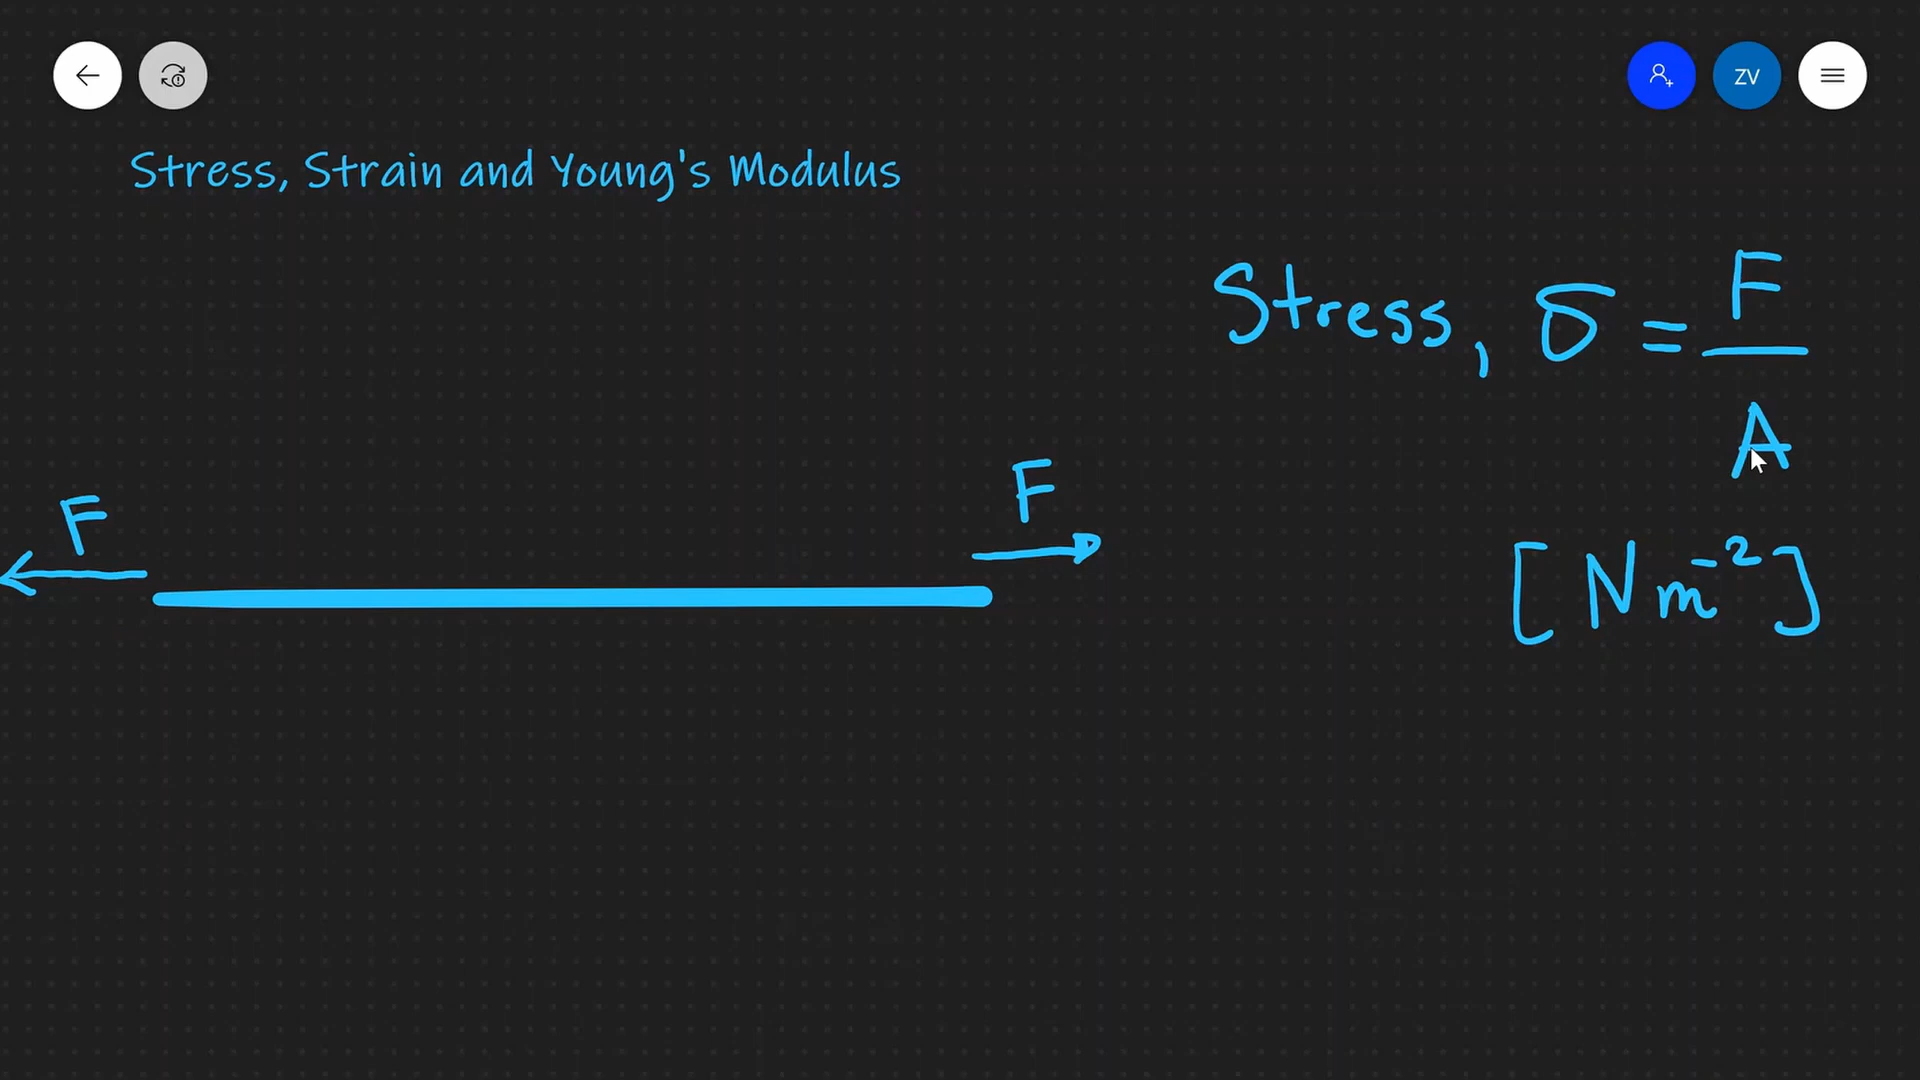 ZV
Stress, Strain and Young's Modulus
Stress, σ = F
A
F
F
[Nm⁻²]